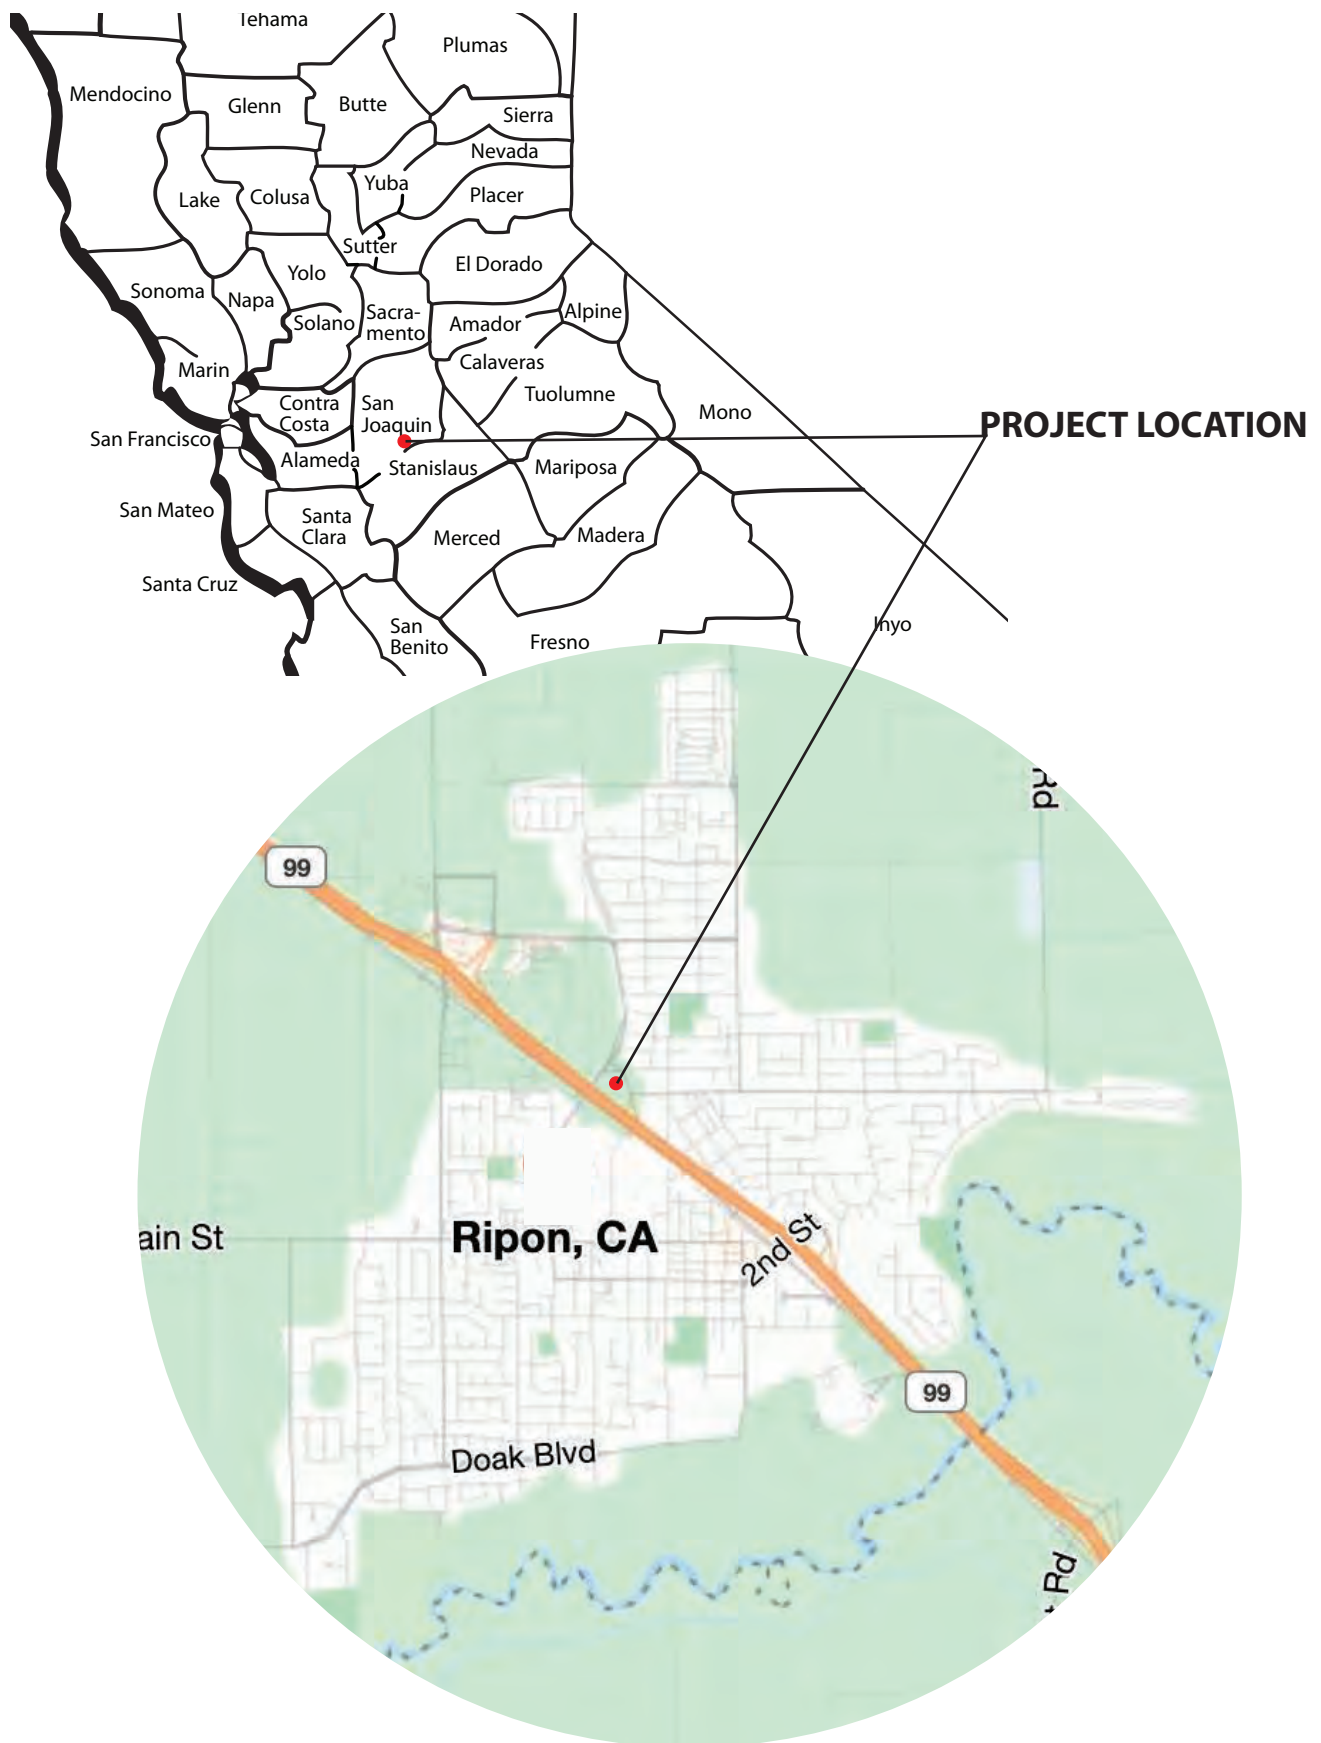 Tehama
Plumas
Mendocino
Glenn
Butte
Sierra
Nevada
Yuba
Lake
Colusa
Placer
Sutter
El Dorado
Yolo
Sonoma
Napa
Solano
Sacra-
mento
Amador
Alpine
Marin
Calaveras
Tuolumne
Contra
Costa
San
Joaquin
Mono
PROJECT LOCATION
San Francisco
Alameda
Stanislaus
Mariposa
San Mateo
Santa
Clara
Merced
Madera
Santa Cruz
San
Benito
Fresno
Inyo
Rd
99
ain St
Ripon, CA
2nd St
99
Doak Blvd
Rd